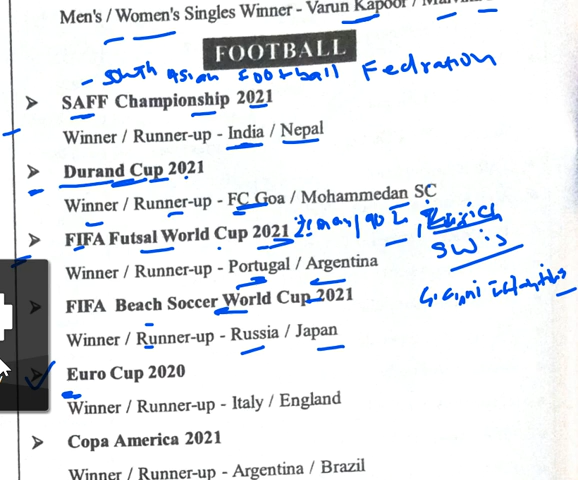 Men's / Women's Singles Winner - Varun Kapoor /
FOOTBALL
- South Asian Football Fedration
➤ SAFF Championship 2021
Winner / Runner-up - India / Nepal
➤ Durand Cup 2021
Winner / Runner-up - FC Goa / Mohammedan SC
➤ FIFA Futsal World Cup 2021
Winner / Runner-up - Portugal / Argentina
➤ FIFA Beach Soccer World Cup 2021
Winner / Runner-up - Russia / Japan
➤ Euro Cup 2020
Winner / Runner-up - Italy / England
➤ Copa America 2021
Winner / Runner-up - Argentina / Brazil